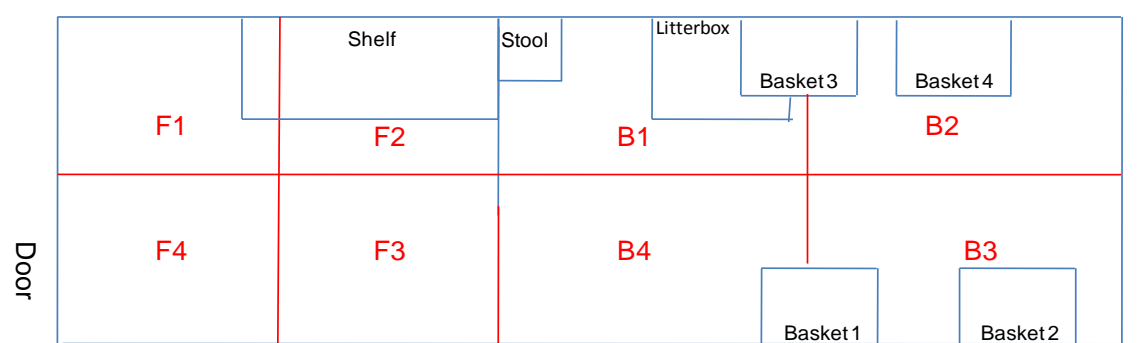 Shelf
Stool
Litterbox
Basket 3
Basket 4
F1
F2
B1
B2
Door
F4
F3
B4
B3
Basket 1
Basket 2